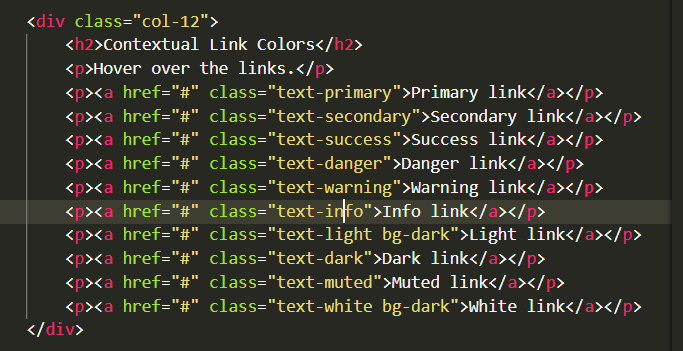 <div class="col-12">
<h2>Contextual Link Colors</h2>
<p>Hover over the links.</p>
<p><a href="#" class="text-primary">Primary link</a></p>
<p><a href="#" class="text-secondary">Secondary link</a></p>
<p><a href="#" class="text-success">Success link</a></p>
<p><a href="#" class="text-danger">Danger link</a></p>
<p><a href="#" class="text-warning">Warning link</a></p>
<p><a href="#" class="text-info">Info link</a></p>
<p><a href="#" class="text-light bg-dark">Light link</a></p>
<p><a href="#" class="text-dark">Dark link</a></p>
<p><a href="#" class="text-muted">Muted link</a></p>
<p><a href="#" class="text-white bg-dark">White link</a></p>
</div>